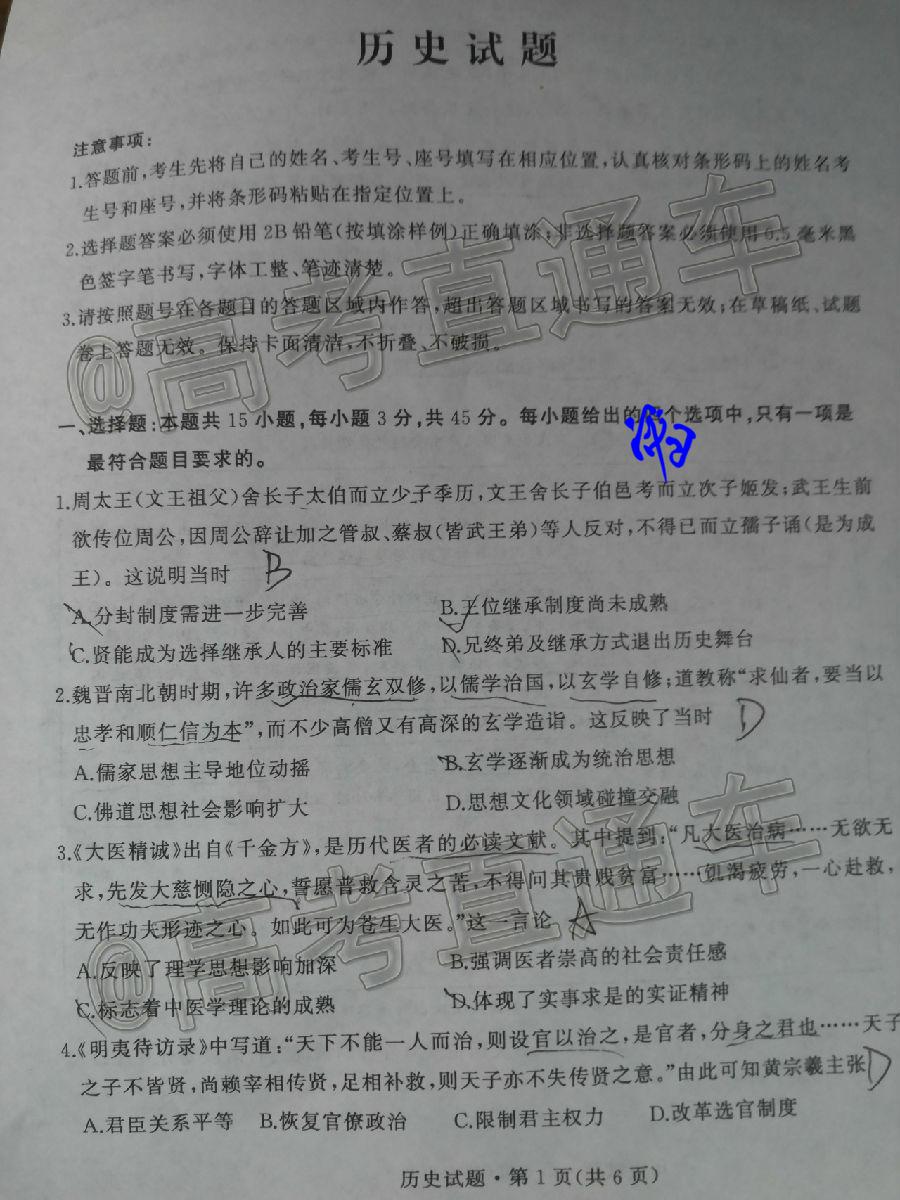 历史试题
注意事项:
1.答题前,考生先将自己的姓名、考生号、座号填写在相应位置,认真核对条形码上的姓名考
生号和座号,并将条形码粘贴在指定位置上。
2.选择题答案必须使用 2B 铅笔(按填涂样例)正确填涂;非选择题答案必须使用 0.5 毫米黑
色签字笔书写,字体工整、笔迹清楚。
3.请按照题号在各题目的答题区域内作答,超出答题区域书写的答案无效;在草稿纸、试题
卷上答题无效。保持卡面清洁,不折叠、不破损。
@高考直通车
一、选择题:本题共 15 小题,每小题 3 分,共 45 分。每小题给出的 个选项中,只有一项是
最符合题目要求的。
1.周太王(文王祖父)舍长子太伯而立少子季历,文王舍长子伯邑考而立次子姬发;武王生前
欲传位周公,因周公辞让加之管叔、蔡叔(皆武王弟)等人反对,不得已而立孺子诵(是为成
王)。这说明当时 B
A.分封制度需进一步完善 B.王位继承制度尚未成熟
C.贤能成为选择继承人的主要标准 D.兄终弟及继承方式退出历史舞台
2.魏晋南北朝时期,许多政治家儒玄双修,以儒学治国,以玄学自修;道教称“求仙者,要当以
忠孝和顺仁信为本”,而不少高僧又有高深的玄学造诣。这反映了当时 D
A.儒家思想主导地位动摇 B.玄学逐渐成为统治思想
C.佛道思想社会影响扩大 D.思想文化领域碰撞交融
3.《大医精诚》出自《千金方》,是历代医者的必读文献。其中提到:“凡大医治病……无欲无
求,先发大慈恻隐之心,誓愿普救含灵之苦,不得问其贵贱贫富……饥渴疲劳,一心赴救,
无作功夫形迹之心。如此可为苍生大医。”这一言论 A
A.反映了理学思想影响加深 B.强调医者崇高的社会责任感
C.标志着中医学理论的成熟 D.体现了实事求是的实证精神
@高考直通车
4.《明夷待访录》中写道:“天下不能一人而治,则设官以治之,是官者,分身之君也……天子
之子不皆贤,尚赖宰相传贤,足相补救,则天子亦不失传贤之意。”由此可知黄宗羲主张 D
A.君臣关系平等 B.恢复官僚政治 C.限制君主权力 D.改革选官制度
历史试题·第 1 页(共 6 页)